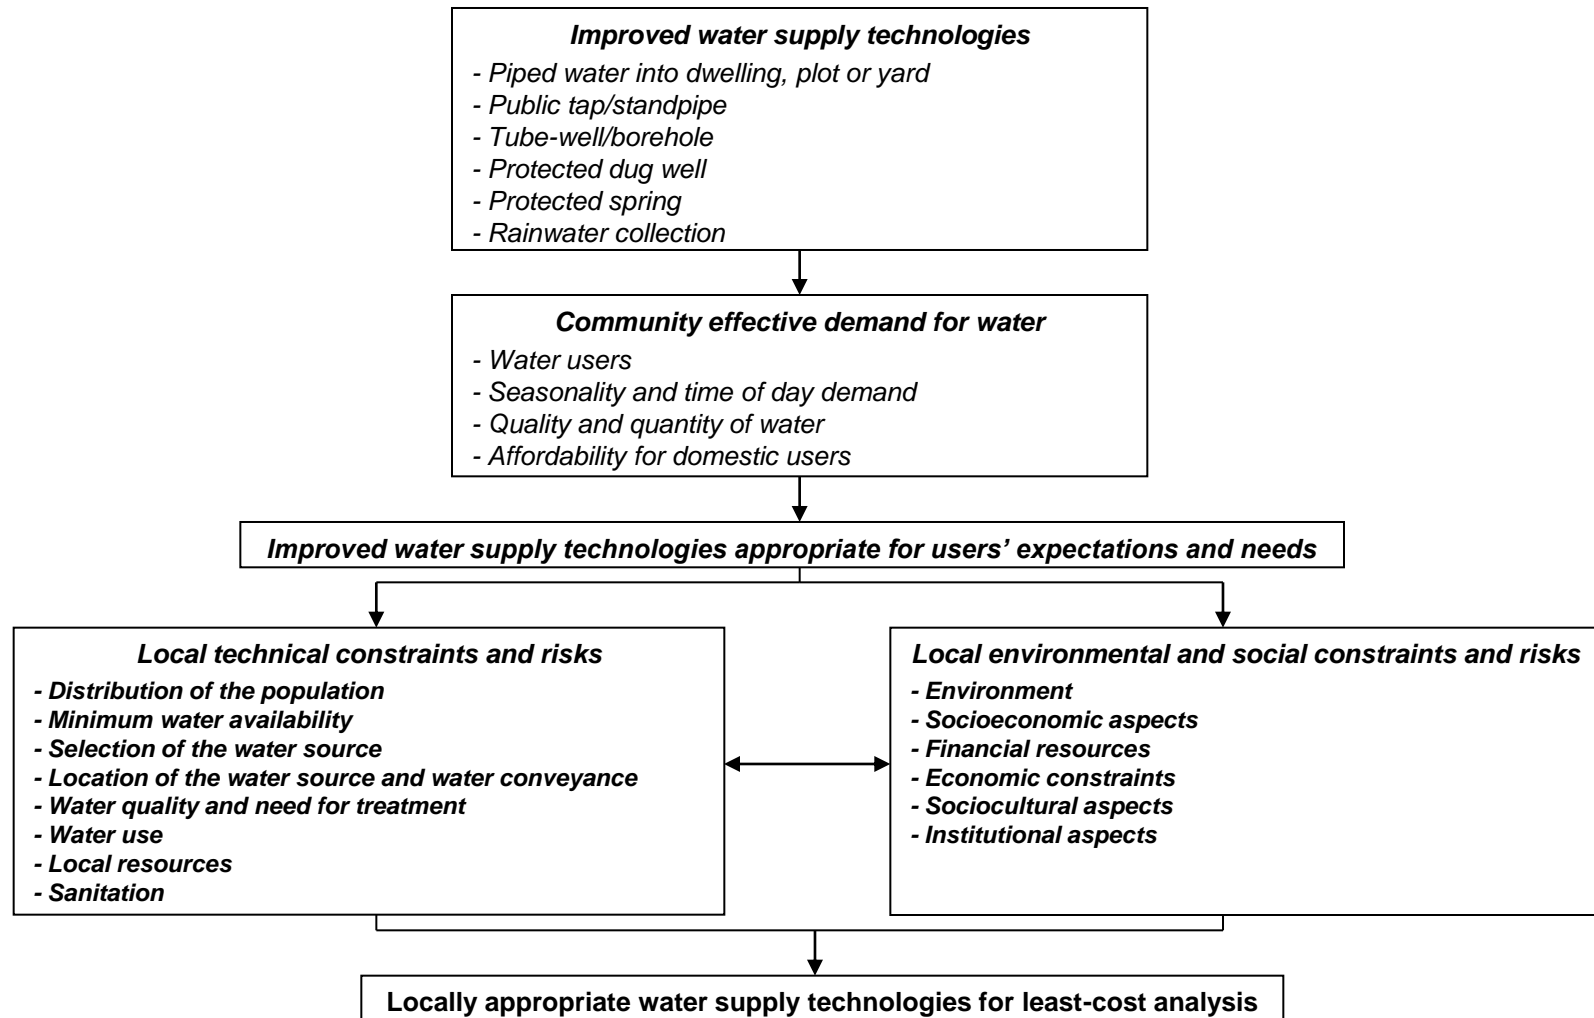 Improved water supply technologies
- Piped water into dwelling, plot or yard
- Public tap/standpipe
- Tube-well/borehole
- Protected dug well
- Protected spring
- Rainwater collection
Community effective demand for water
- Water users
- Seasonality and time of day demand
- Quality and quantity of water
- Affordability for domestic users
Improved water supply technologies appropriate for users’ expectations and needs
Local technical constraints and risks
- Distribution of the population
- Minimum water availability
- Selection of the water source
- Location of the water source and water conveyance
- Water quality and need for treatment
- Water use
- Local resources
- Sanitation
Local environmental and social constraints and risks
- Environment
- Socioeconomic aspects
- Financial resources
- Economic constraints
- Sociocultural aspects
- Institutional aspects
Locally appropriate water supply technologies for least-cost analysis